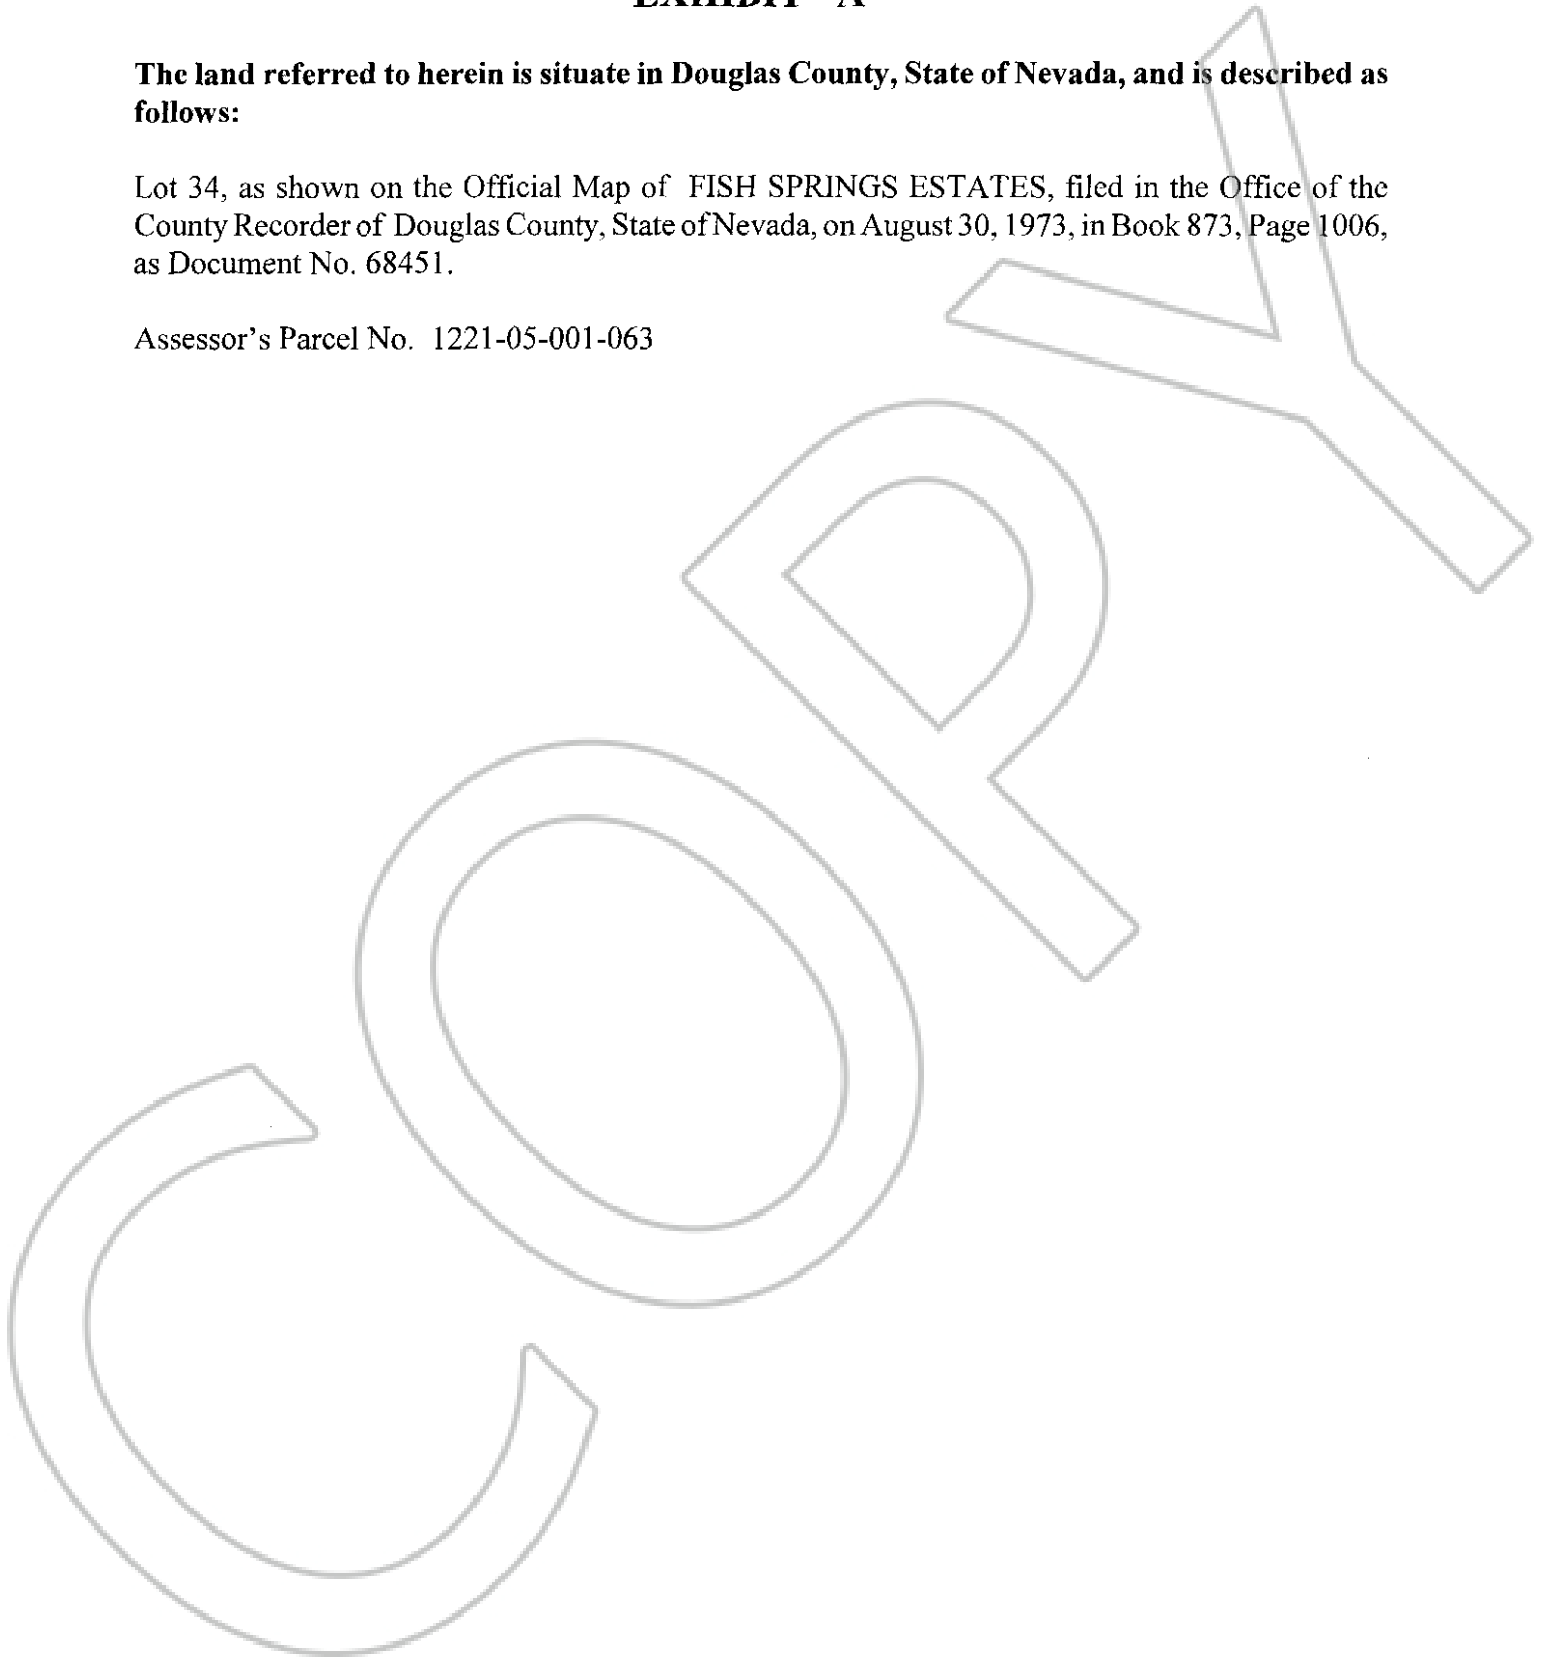 EXHIBIT "A"
The land referred to herein is situate in Douglas County, State of Nevada, and is described as
follows:
Lot 34, as shown on the Official Map of FISH SPRINGS ESTATES, filed in the Office of the
County Recorder of Douglas County, State of Nevada, on August 30, 1973, in Book 873, Page 1006,
as Document No. 68451.
Assessor's Parcel No. 1221-05-001-063
COPY